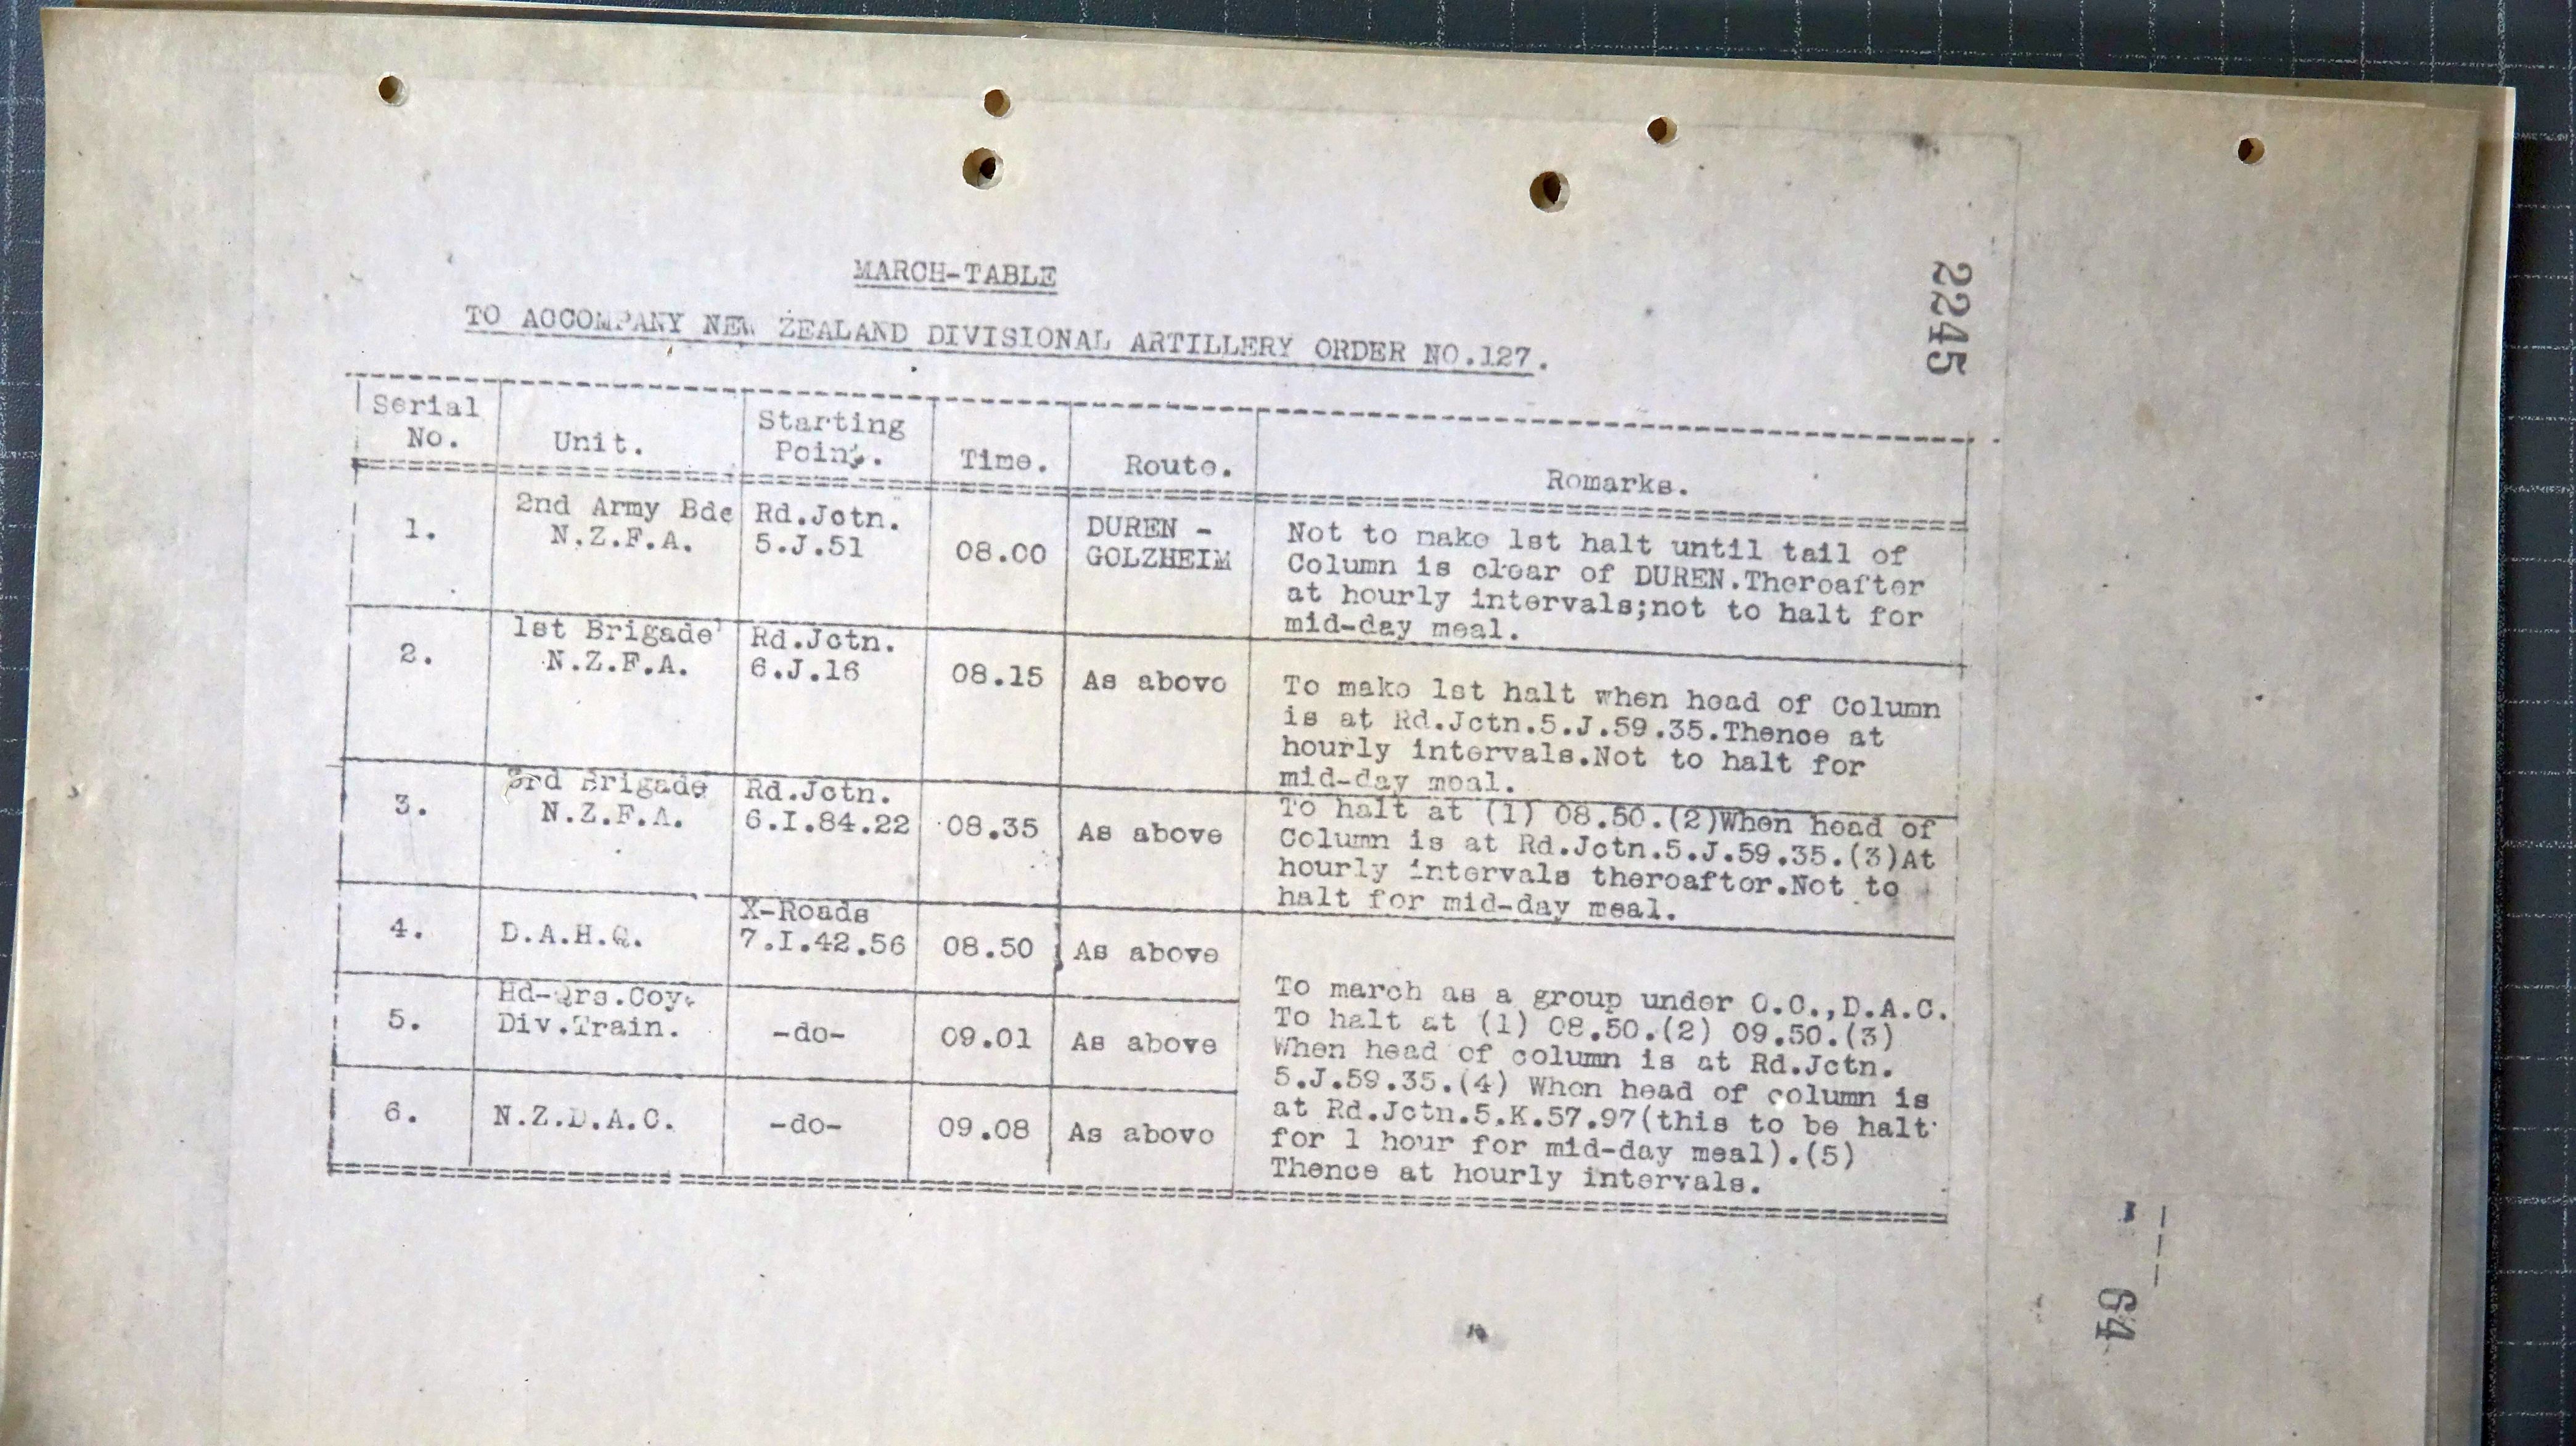 2245
MARCH-TABLE
TO ACCOMPANY NEW ZEALAND DIVISIONAL ARTILLERY ORDER NO.127.
Serial No. Unit. Starting Point. Time. Route. Remarks.
1. 2nd Army Bde N.Z.F.A. Rd.Jctn. 5.J.51 08.00 DUREN - GOLZHEIM
Not to make 1st halt until tail of
Column is clear of DUREN.Thereafter
at hourly intervals;not to halt for
mid-day meal.
2. 1st Brigade N.Z.F.A. Rd.Jctn. 6.J.16 08.15 As above
To make 1st halt when head of Column
is at Rd.Jctn.5.J.59.35.Thence at
hourly intervals.Not to halt for
mid-day meal.
3. 3rd Brigade N.Z.F.A. Rd.Jctn. 6.I.84.22 08.35 As above
To halt at (1) 08.50.(2)When head of
Column is at Rd.Jctn.5.J.59.35.(3)At
hourly intervals thereafter.Not to
halt for mid-day meal.
4. D.A.H.Q. X-Roads 7.I.42.56 08.50 As above
5. Hd-Qrs.Coy. Div.Train. -do- 09.01 As above
6. N.Z.D.A.C. -do- 09.08 As above
To march as a group under O.C.,D.A.C.
To halt at (1) 08.50.(2) 09.50.(3)
When head of column is at Rd.Jctn.
5.J.59.35.(4) When head of column is
at Rd.Jctn.5.K.57.97(this to be halt
for 1 hour for mid-day meal).(5)
Thence at hourly intervals.
64